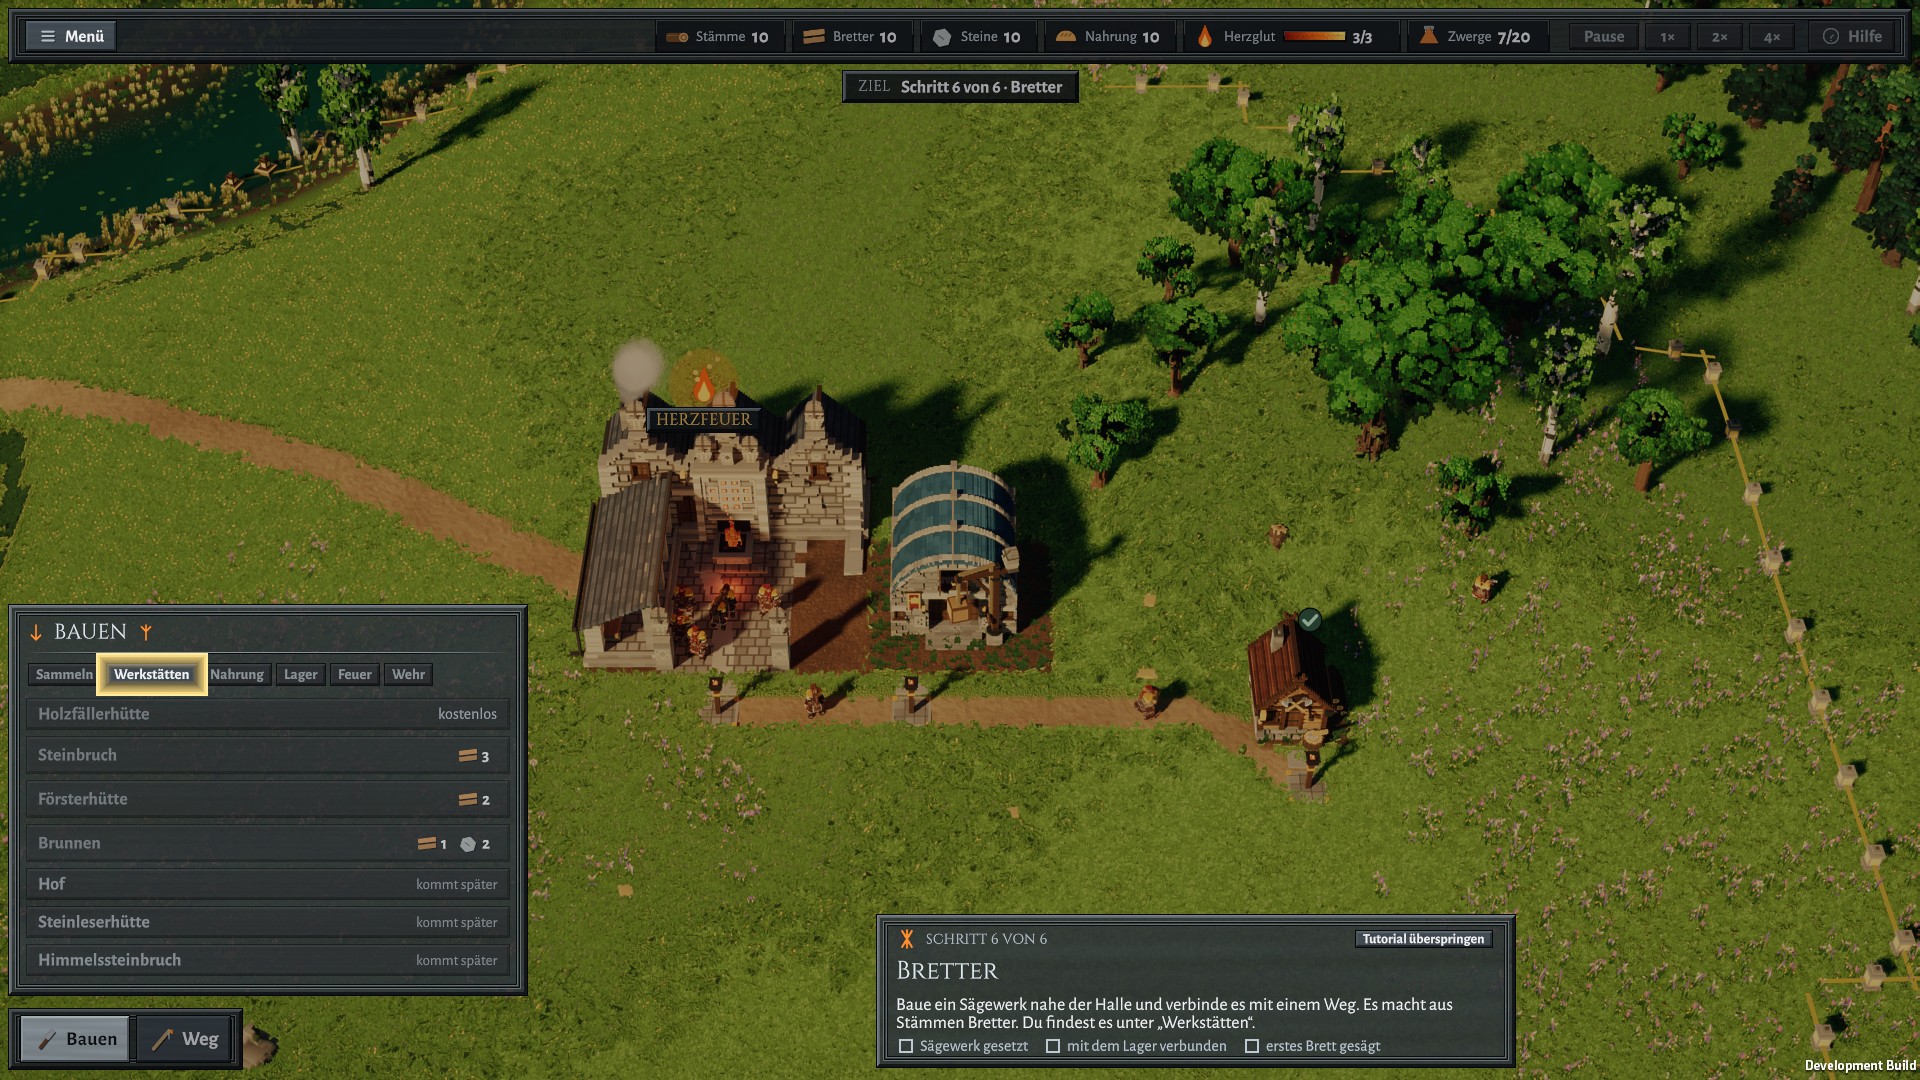 Menü
Stämme 10
Bretter 10
Steine 10
Nahrung 10
Herzglut 3/3
Zwerge 7/20
Pause
1×
2×
4×
Hilfe
ZIEL Schritt 6 von 6 · Bretter
HERZFEUER
BAUEN
Sammeln
Werkstätten
Nahrung
Lager
Feuer
Wehr
Holzfällerhütte kostenlos
Steinbruch 3
Försterhütte 2
Brunnen 1 2
Hof kommt später
Steinleserhütte kommt später
Himmelssteinbruch kommt später
Bauen
Weg
SCHRITT 6 VON 6
Tutorial überspringen
BRETTER
Baue ein Sägewerk nahe der Halle und verbinde es mit einem Weg. Es macht aus
Stämmen Bretter. Du findest es unter „Werkstätten“.
Sägewerk gesetzt
mit dem Lager verbunden
erstes Brett gesägt
Development Build